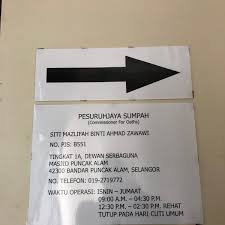 PESURUHJAYA SUMPAH
(Commissioner For Oaths)
SITI MAZLIFAH BINTI AHMAD ZAWAWI
NO. PJS: B551
TINGKAT 1A, DEWAN SERBAGUNA
MASJID PUNCAK ALAM
42300 BANDAR PUNCAK ALAM, SELANGOR
NO. TELEFON: 019-2719772
WAKTU OPERASI: ISNIN – JUMAAT
09:00 A.M. – 04:30 P.M.
12:30 P.M. – 02:30 P.M. REHAT
TUTUP PADA HARI CUTI UMUM